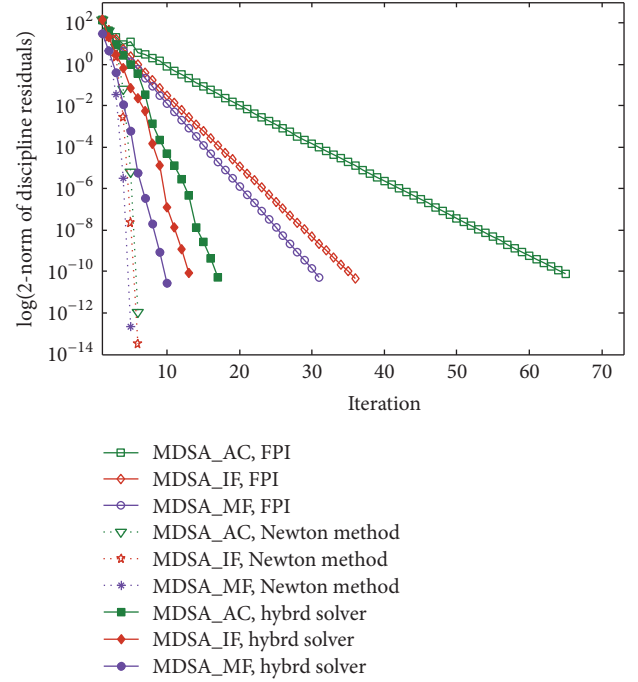 log(2-norm of discipline residuals)
10^2
10^0
10^−2
10^−4
10^−6
10^−8
10^−10
10^−12
10^−14
10 20 30 40 50 60 70
Iteration
MDSA_AC, FPI
MDSA_IF, FPI
MDSA_MF, FPI
MDSA_AC, Newton method
MDSA_IF, Newton method
MDSA_MF, Newton method
MDSA_AC, hybrd solver
MDSA_IF, hybrd solver
MDSA_MF, hybrd solver